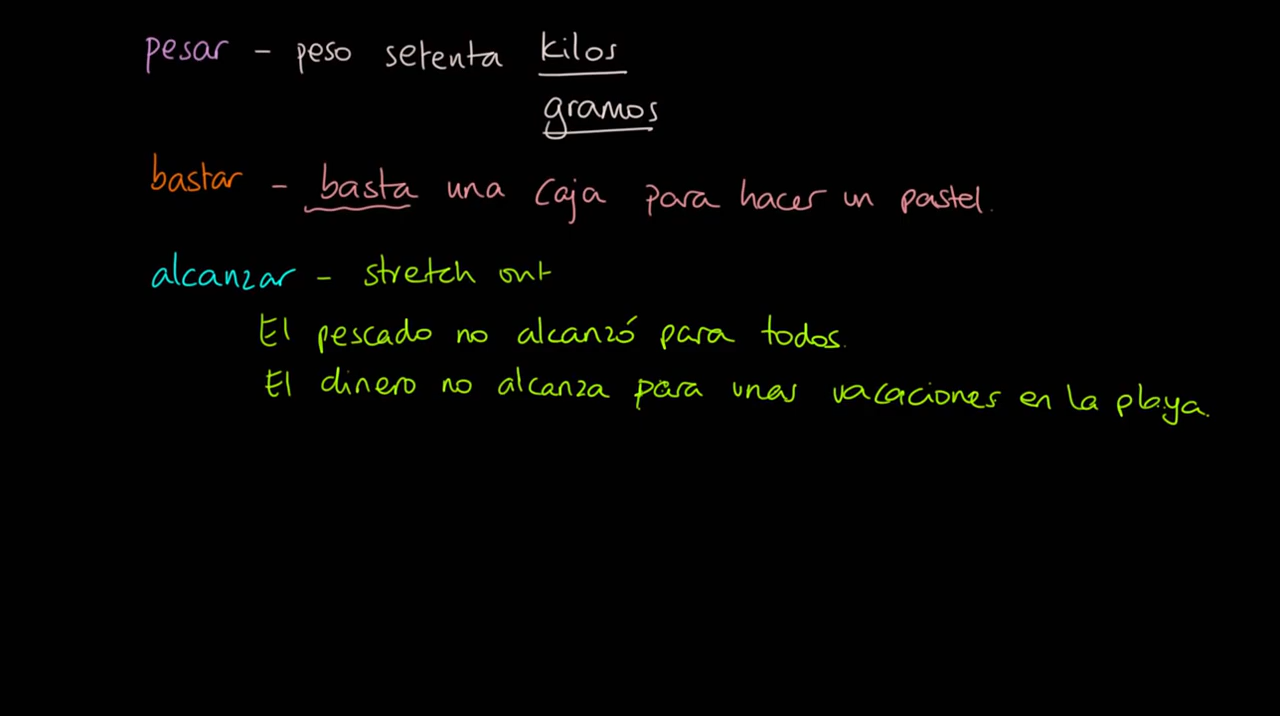 pesar - peso setenta kilos
gramos
bastar - basta una caja para hacer un pastel.
alcanzar - stretch out
El pescado no alcanzó para todos.
El dinero no alcanza para unas vacaciones en la playa.